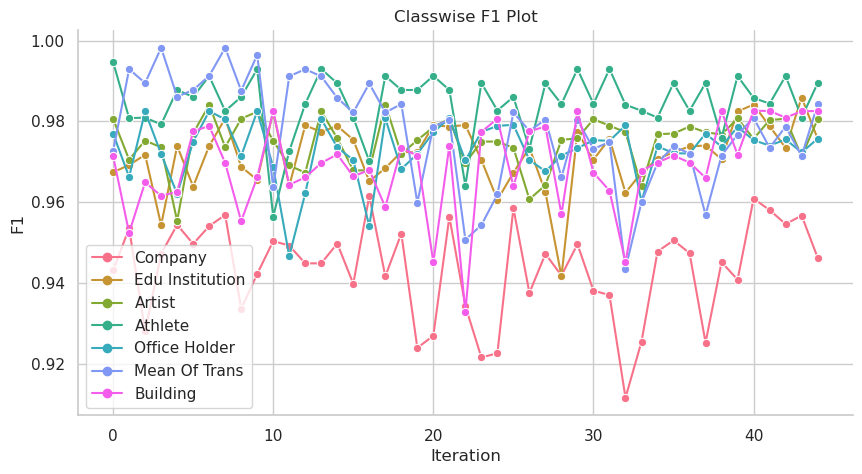 Classwise F1 Plot
1.00
0.98
0.96
0.94
0.92
F1
Company
Edu Institution
Artist
Athlete
Office Holder
Mean Of Trans
Building
0 10 20 30 40
Iteration